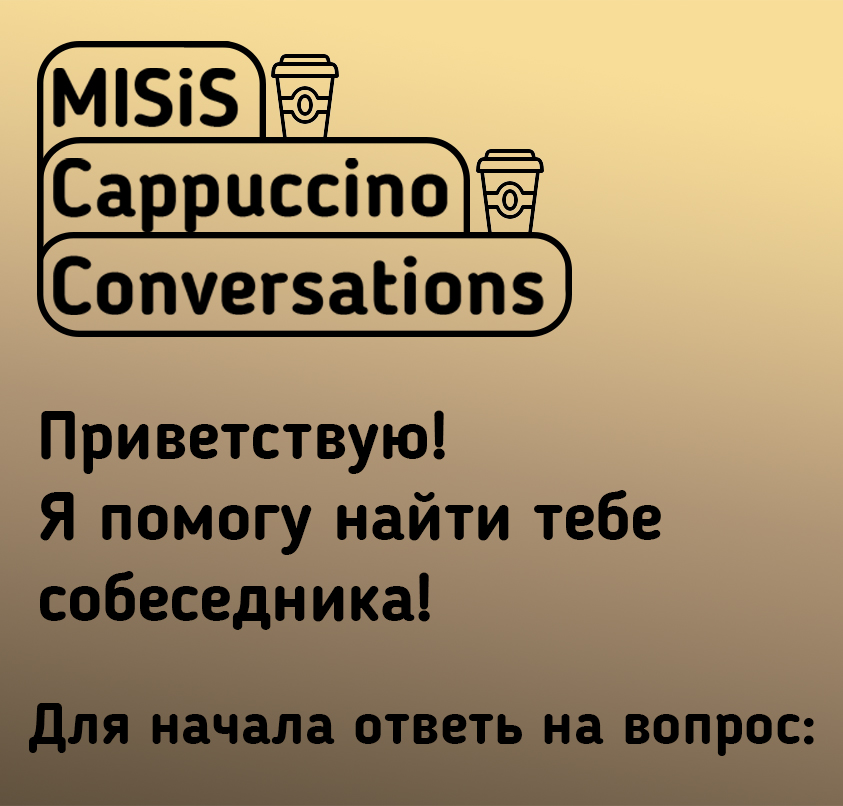 MISiS
Cappuccino
Conversations
Приветствую!
Я помогу найти тебе
собеседника!
Для начала ответь на вопрос: